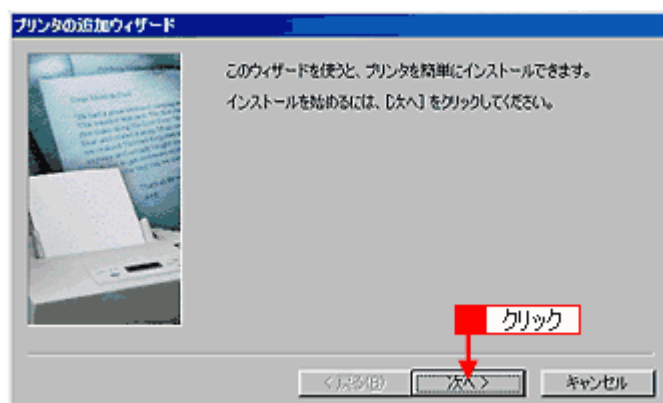 プリンタの追加ウィザード
このウィザードを使うと、プリンタを簡単にインストールできます。
インストールを始めるには、[次へ] をクリックしてください。
クリック
< 戻る(B)
次へ >
キャンセル